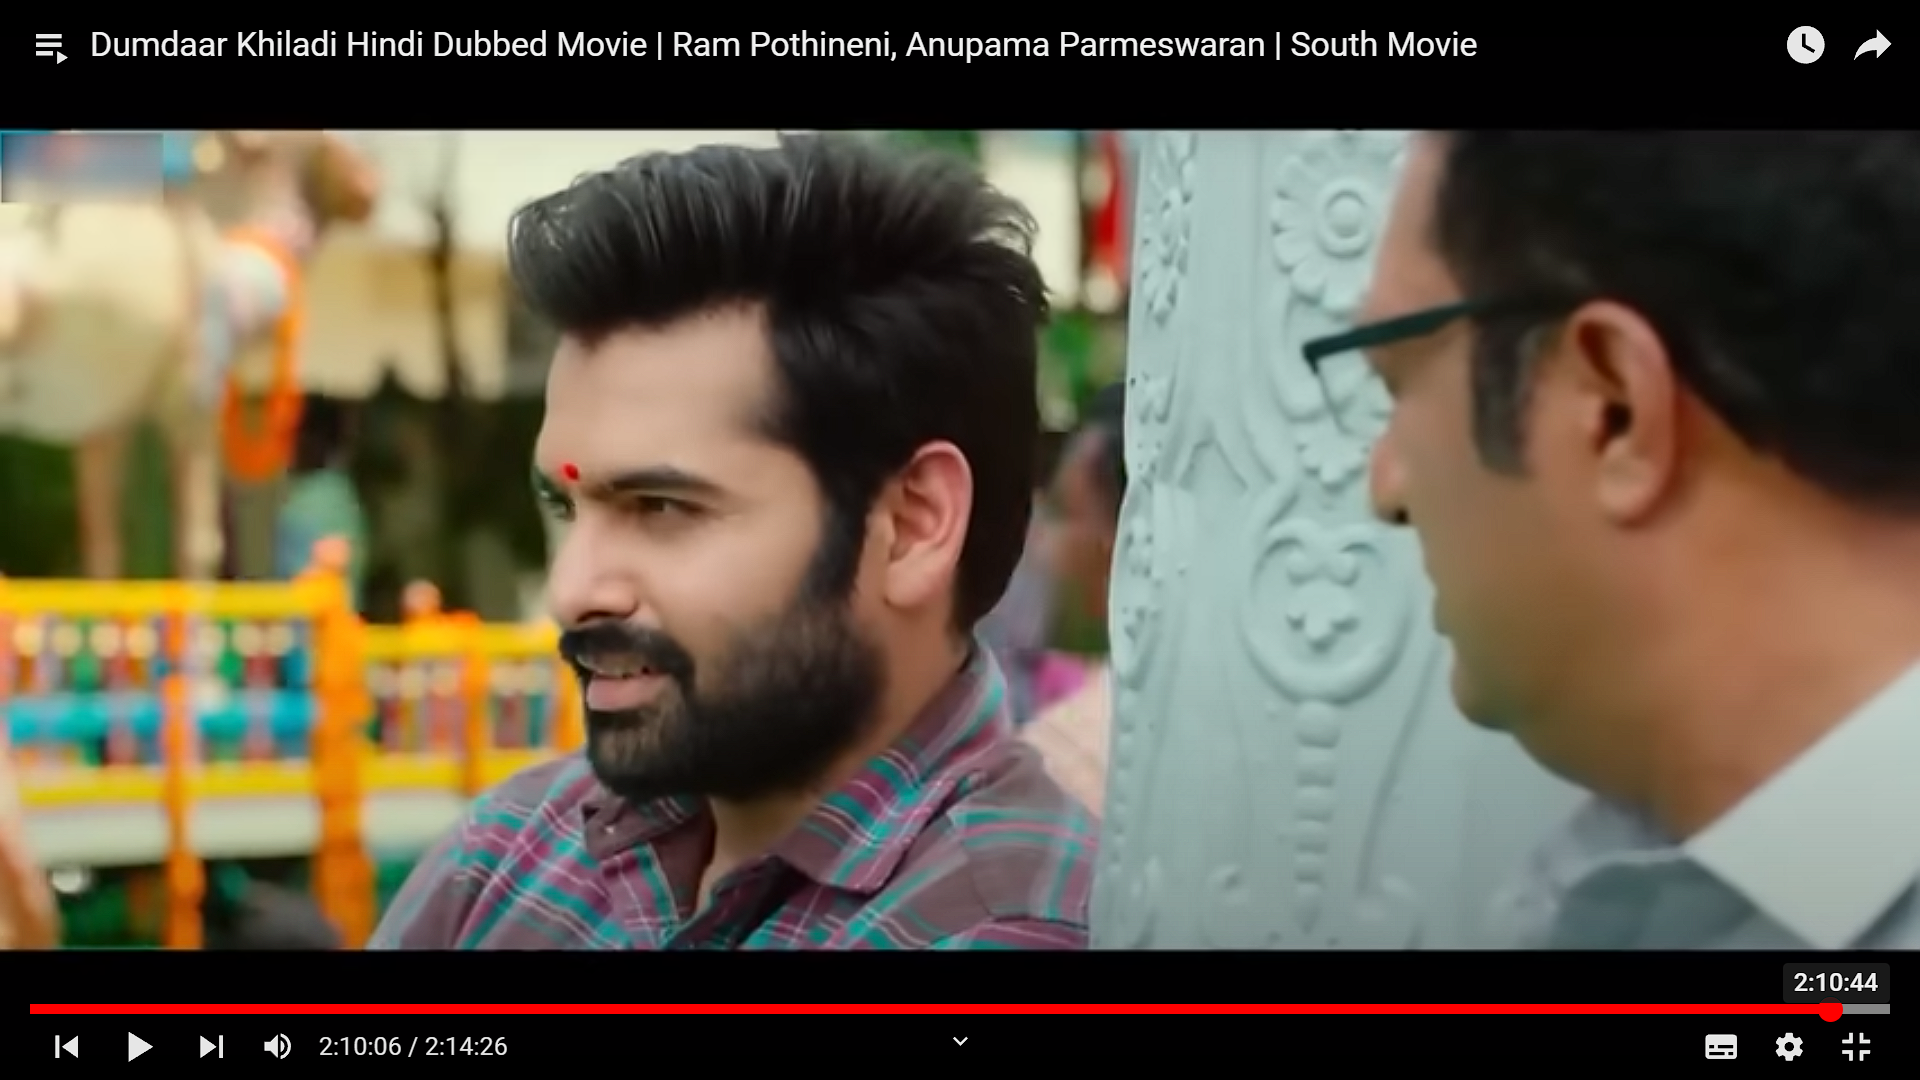 Dumdaar Khiladi Hindi Dubbed Movie | Ram Pothineni, Anupama Parmeswaran | South Movie
2:10:44
2:10:06 / 2:14:26